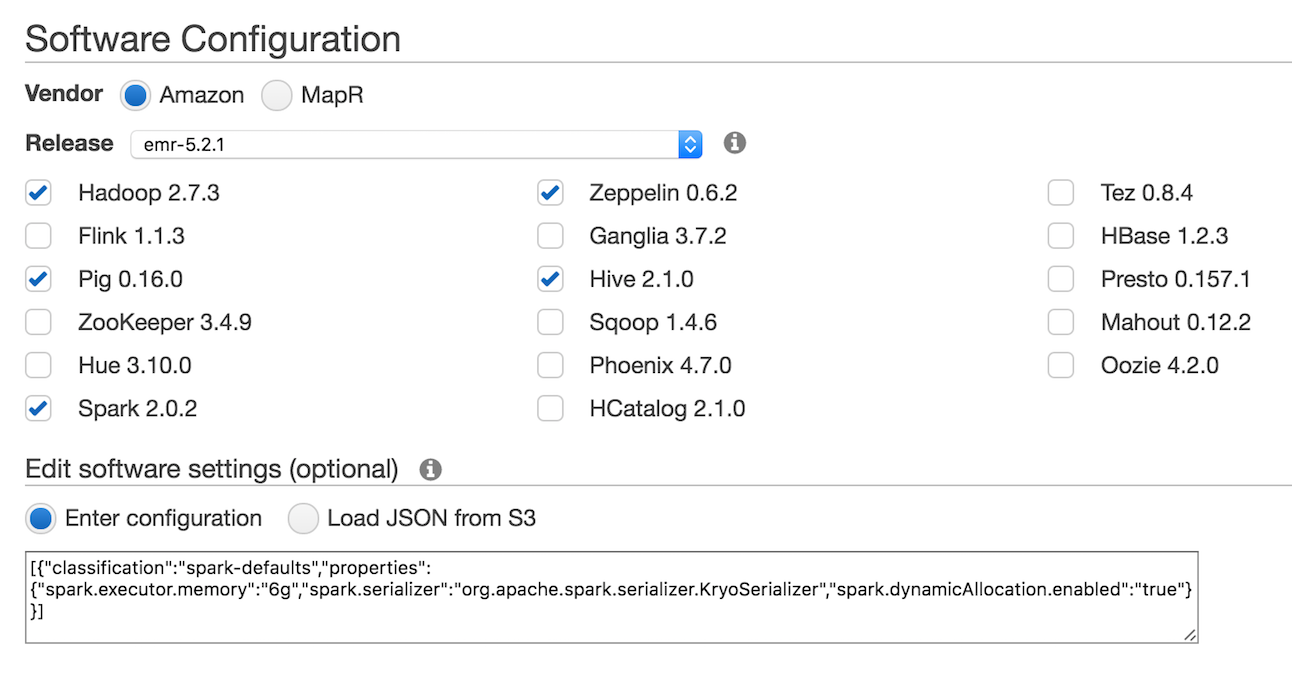 Software Configuration
Vendor Amazon MapR
Release emr-5.2.1
Hadoop 2.7.3 Zeppelin 0.6.2 Tez 0.8.4
Flink 1.1.3 Ganglia 3.7.2 HBase 1.2.3
Pig 0.16.0 Hive 2.1.0 Presto 0.157.1
ZooKeeper 3.4.9 Sqoop 1.4.6 Mahout 0.12.2
Hue 3.10.0 Phoenix 4.7.0 Oozie 4.2.0
Spark 2.0.2 HCatalog 2.1.0
Edit software settings (optional)
Enter configuration Load JSON from S3
[{"classification":"spark-defaults","properties":
{"spark.executor.memory":"6g","spark.serializer":"org.apache.spark.serializer.KryoSerializer","spark.dynamicAllocation.enabled":"true"}
}]